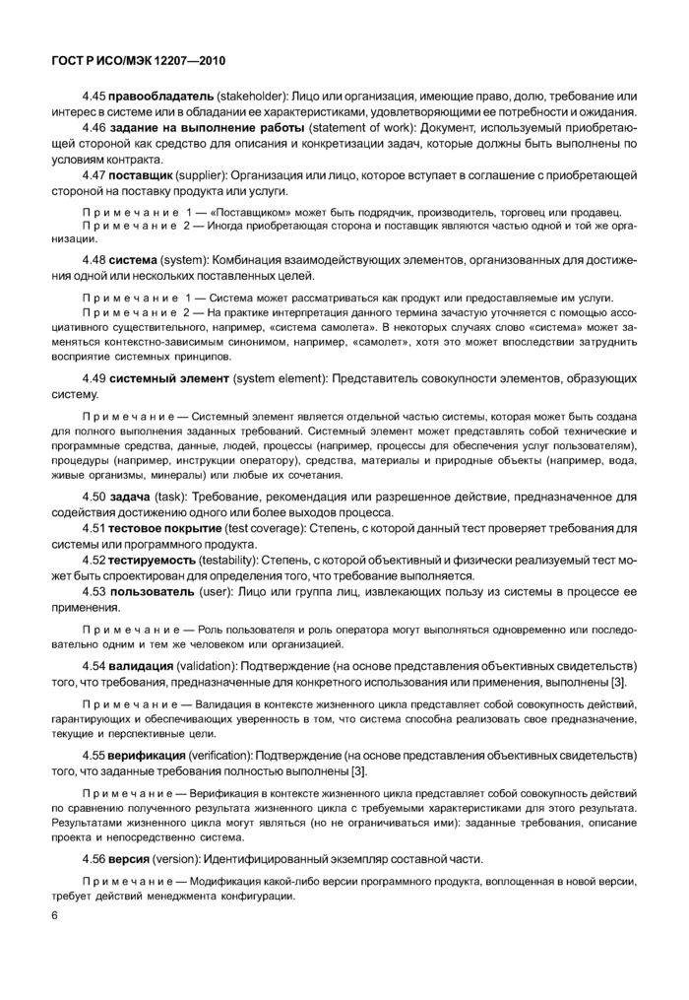 ГОСТ Р ИСО/МЭК 12207—2010
4.45 правообладатель (stakeholder): Лицо или организация, имеющие право, долю, требование или
интерес в системе или в обладании ее характеристиками, удовлетворяющими ее потребности и ожидания.
4.46 задание на выполнение работы (statement of work): Документ, используемый приобретаю-
щей стороной как средство для описания и конкретизации задач, которые должны быть выполнены по
условиям контракта.
4.47 поставщик (supplier): Организация или лицо, которое вступает в соглашение с приобретающей
стороной на поставку продукта или услуги.
Примечание 1 — «Поставщиком» может быть подрядчик, производитель, торговец или продавец.
Примечание 2 — Иногда приобретающая сторона и поставщик являются частью одной и той же орга-
низации.
4.48 система (system): Комбинация взаимодействующих элементов, организованных для достиже-
ния одной или нескольких поставленных целей.
Примечание 1 — Система может рассматриваться как продукт или предоставляемые им услуги.
Примечание 2 — На практике интерпретация данного термина зачастую уточняется с помощью ассо-
циативного существительного, например, «система самолета». В некоторых случаях слово «система» может за-
меняться контекстно-зависимым синонимом, например, «самолет», хотя это может впоследствии затруднить
восприятие системных принципов.
4.49 системный элемент (system element): Представитель совокупности элементов, образующих
систему.
Примечание — Системный элемент является отдельной частью системы, которая может быть создана
для полного выполнения заданных требований. Системный элемент может представлять собой технические и
программные средства, данные, людей, процессы (например, процессы для обеспечения услуг пользователям),
процедуры (например, инструкции оператору), средства, материалы и природные объекты (например, вода,
живые организмы, минералы) или любые их сочетания.
4.50 задача (task): Требование, рекомендация или разрешенное действие, предназначенное для
содействия достижению одного или более выходов процесса.
4.51 тестовое покрытие (test coverage): Степень, с которой данный тест проверяет требования для
системы или программного продукта.
4.52 тестируемость (testability): Степень, с которой объективный и физически реализуемый тест мо-
жет быть спроектирован для определения того, что требование выполняется.
4.53 пользователь (user): Лицо или группа лиц, извлекающих пользу из системы в процессе ее
применения.
Примечание — Роль пользователя и роль оператора могут выполняться одновременно или последо-
вательно одним и тем же человеком или организацией.
4.54 валидация (validation): Подтверждение (на основе представления объективных свидетельств)
того, что требования, предназначенные для конкретного использования или применения, выполнены [3].
Примечание — Валидация в контексте жизненного цикла представляет собой совокупность действий,
гарантирующих и обеспечивающих уверенность в том, что система способна реализовать свое предназначение,
текущие и перспективные цели.
4.55 верификация (verification): Подтверждение (на основе представления объективных свидетельств)
того, что заданные требования полностью выполнены [3].
Примечание — Верификация в контексте жизненного цикла представляет собой совокупность действий
по сравнению полученного результата жизненного цикла с требуемыми характеристиками для этого результата.
Результатами жизненного цикла могут являться (но не ограничиваться ими): заданные требования, описание
проекта и непосредственно система.
4.56 версия (version): Идентифицированный экземпляр составной части.
Примечание — Модификация какой-либо версии программного продукта, воплощенная в новой версии,
требует действий менеджмента конфигурации.
6